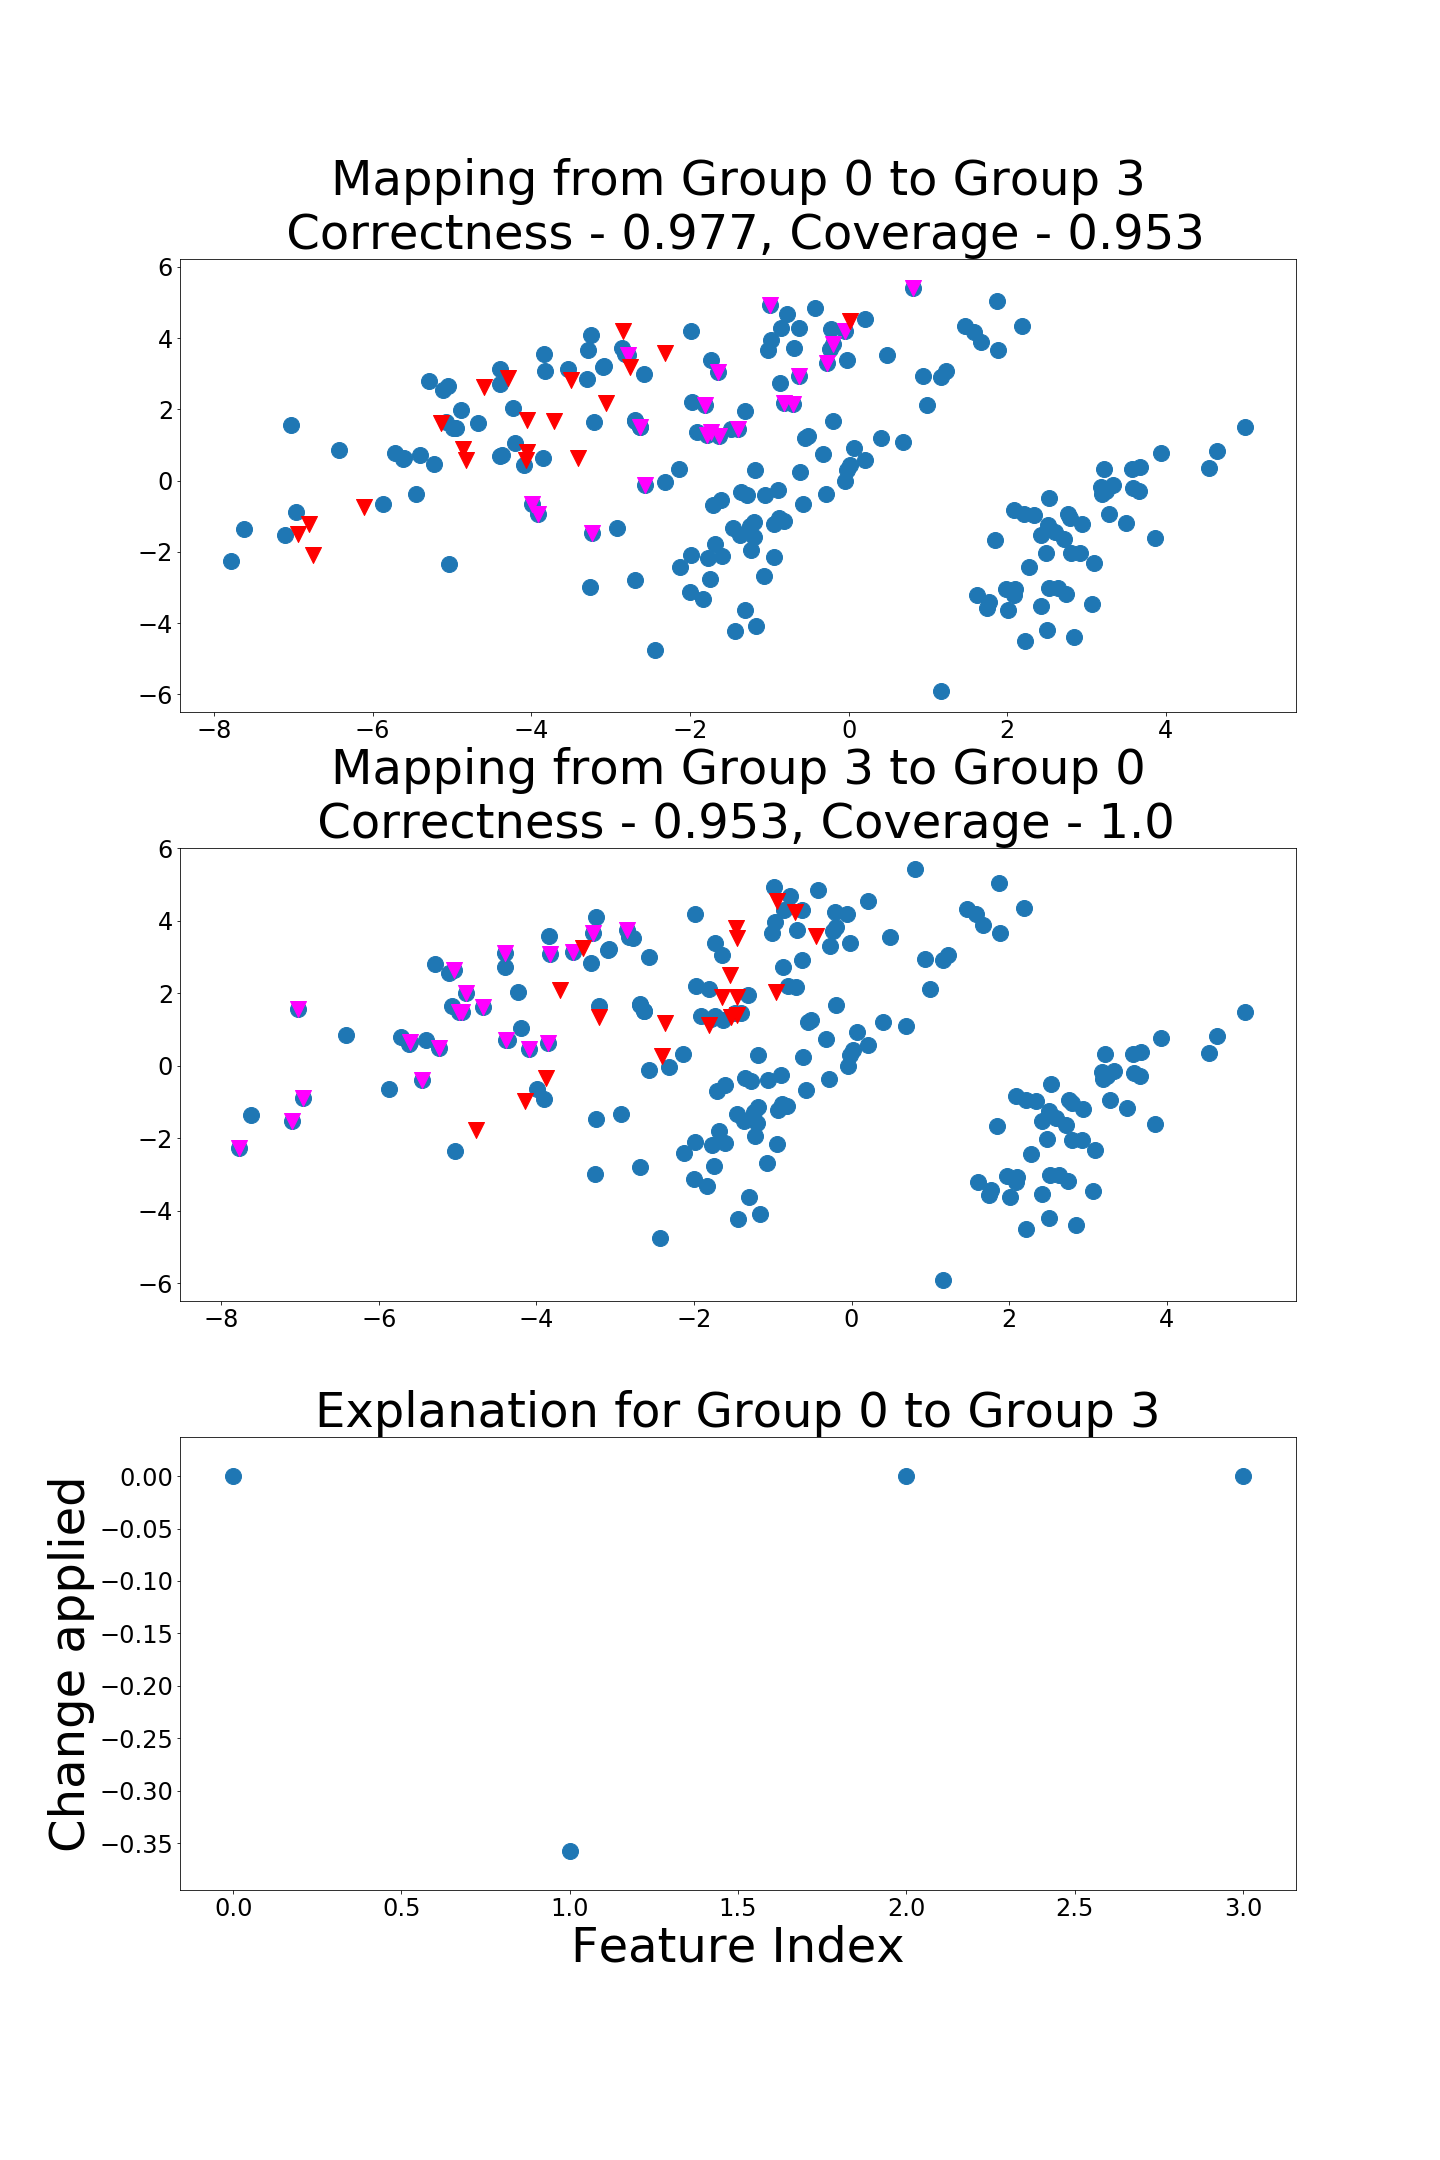 Mapping from Group 0 to Group 3
Correctness - 0.977, Coverage - 0.953
6
4
2
0
−2
−4
−6
−8 −6 −4 −2 0 2 4
Mapping from Group 3 to Group 0
Correctness - 0.953, Coverage - 1.0
6
4
2
0
−2
−4
−6
−8 −6 −4 −2 0 2 4
Explanation for Group 0 to Group 3
Change applied
0.00
−0.05
−0.10
−0.15
−0.20
−0.25
−0.30
−0.35
0.0 0.5 1.0 1.5 2.0 2.5 3.0
Feature Index